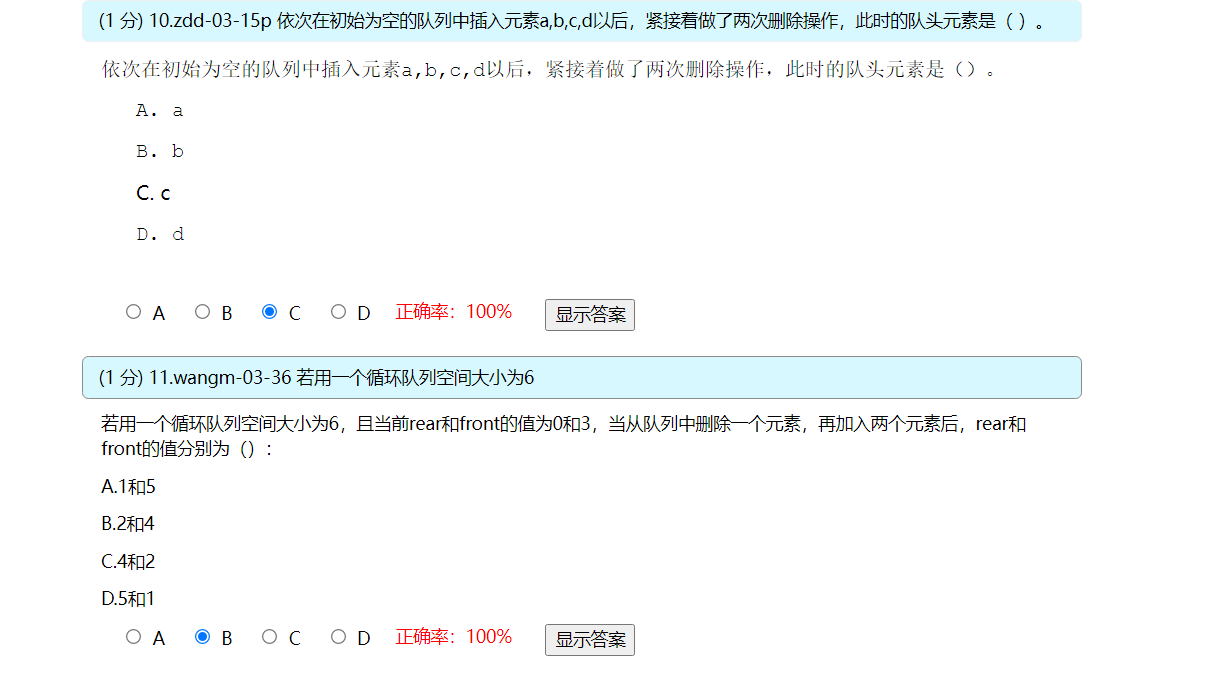 (1 分) 10.zdd-03-15p 依次在初始为空的队列中插入元素a,b,c,d以后，紧接着做了两次删除操作，此时的队头元素是（ ）。
依次在初始为空的队列中插入元素a,b,c,d以后，紧接着做了两次删除操作，此时的队头元素是（）。
A. a
B. b
C. c
D. d
A B C D 正确率：100% 显示答案
(1 分) 11.wangm-03-36 若用一个循环队列空间大小为6
若用一个循环队列空间大小为6，且当前rear和front的值为0和3，当从队列中删除一个元素，再加入两个元素后，rear和
front的值分别为（）：
A.1和5
B.2和4
C.4和2
D.5和1
A B C D 正确率：100% 显示答案